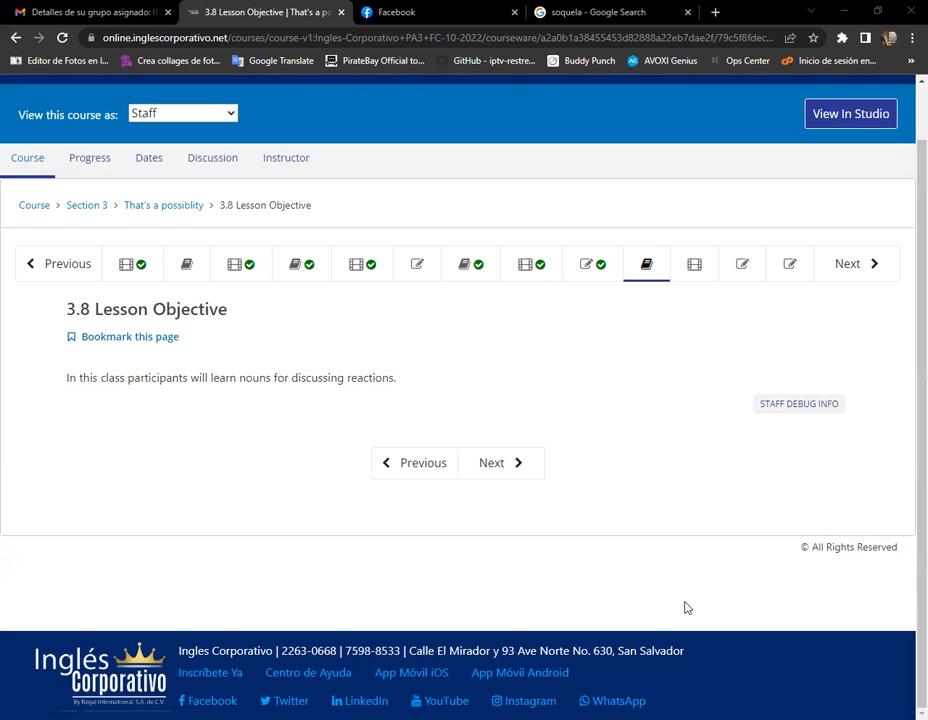 Detalles de su grupo asignado: I
3.8 Lesson Objective | That's a po
Facebook
soquela - Google Search
online.inglescorporativo.net/courses/course-v1:Ingles-Corporativo+PA3+FC-10-2022/courseware/a2a0b1a38455453d82888a22eb7dae2f/79c5f8fdec...
Editor de Fotos en l...
Crea collages de fot...
Google Translate
PirateBay Official to...
GitHub - iptv-restre...
Buddy Punch
AVOXI Genius
Ops Center
Inicio de sesión en...
View this course as:
Staff
View In Studio
Course
Progress
Dates
Discussion
Instructor
Course > Section 3 > That's a possiblity > 3.8 Lesson Objective
Previous
Next
3.8 Lesson Objective
Bookmark this page
In this class participants will learn nouns for discussing reactions.
STAFF DEBUG INFO
Previous
Next
© All Rights Reserved
Inglés Corporativo
By Regal International, S.A. de C.V.
Ingles Corporativo | 2263-0668 | 7598-8533 | Calle El Mirador y 93 Ave Norte No. 630, San Salvador
Inscríbete Ya
Centro de Ayuda
App Móvil iOS
App Móvil Android
Facebook
Twitter
LinkedIn
YouTube
Instagram
WhatsApp